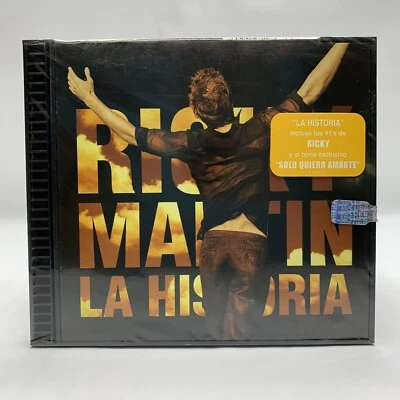 RICKY
MARTIN
LA HISTORIA
"LA HISTORIA"
incluye los #1's de
RICKY
y el tema exclusivo
"SOLO QUIERO AMARTE"